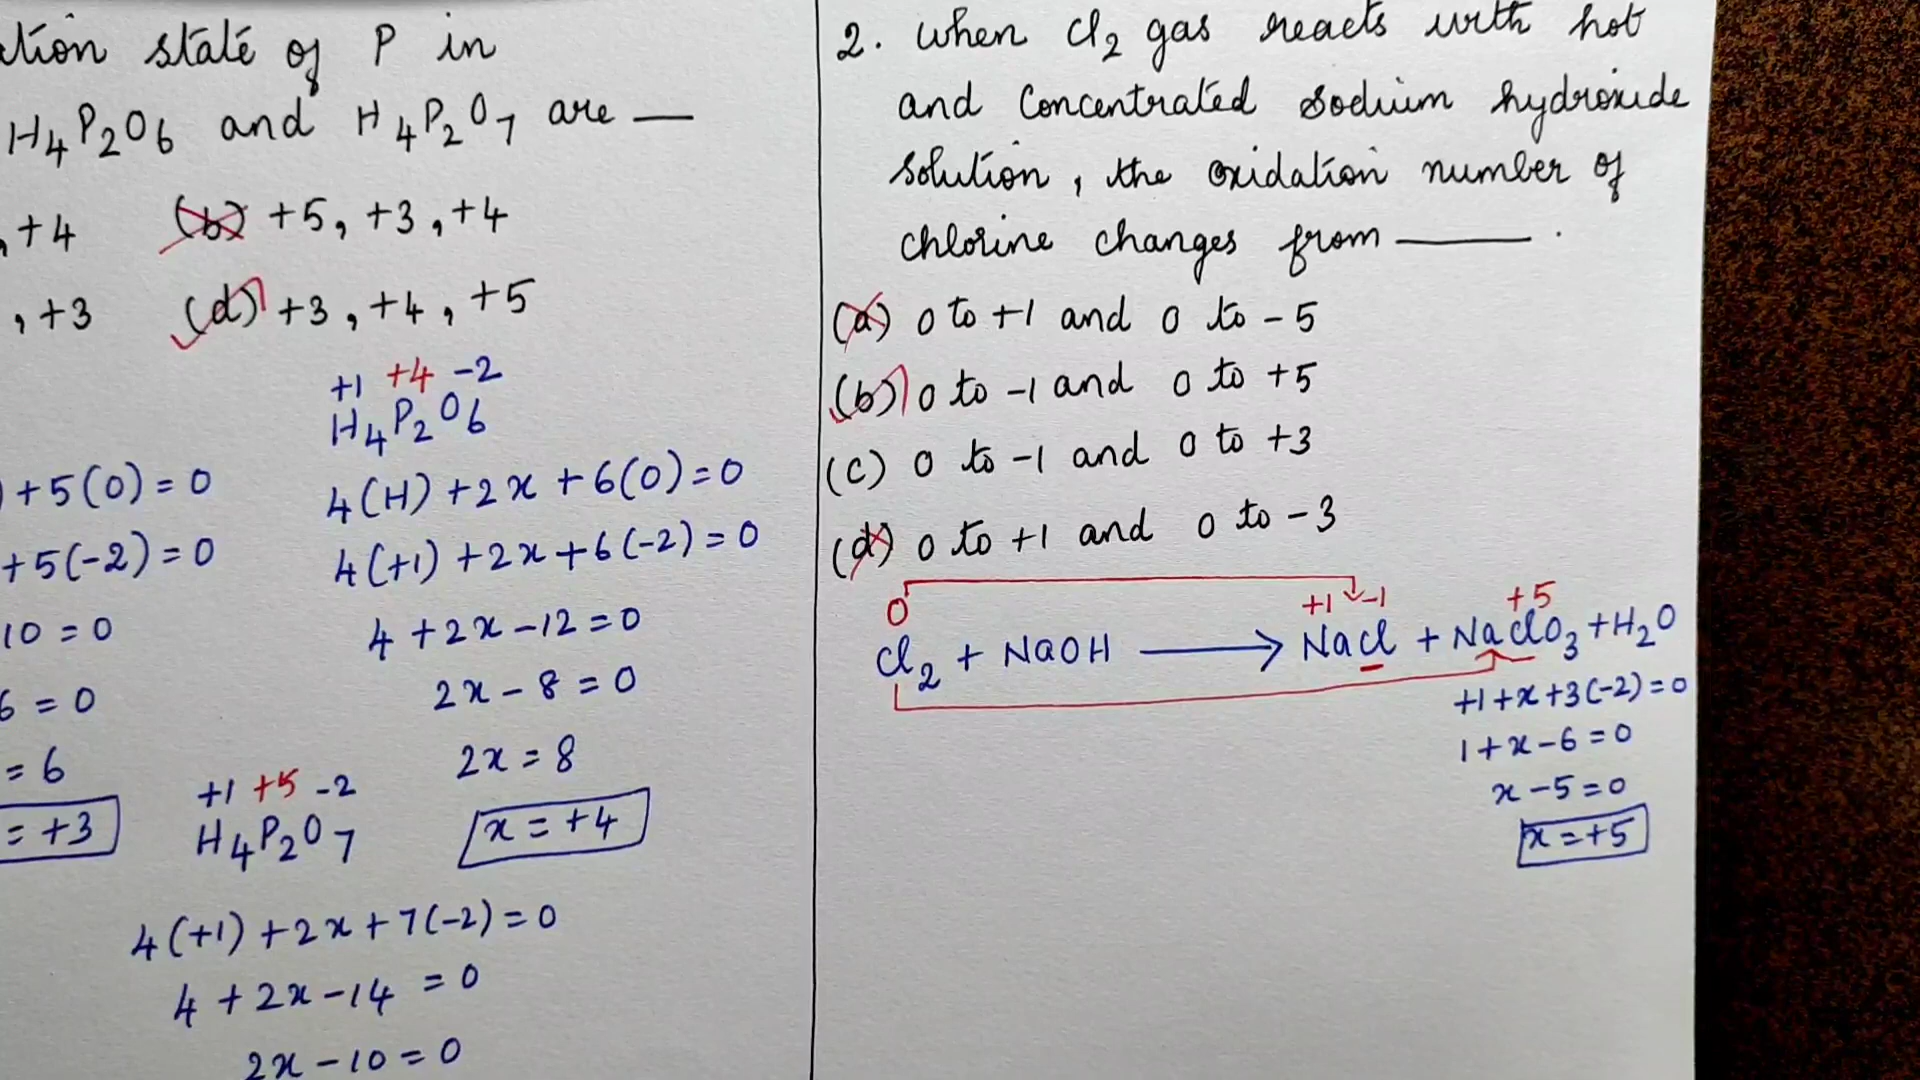 tion state of P in
H4P2O6 and H4P2O7 are —
, +4 (b) +5, +3, +4
, +3 (d) +3, +4, +5
+1 +4 -2
H4P2O6
) + 5(O) = 0 4(H) + 2x + 6(O) = 0
+ 5(-2) = 0 4(+1) + 2x + 6(-2) = 0
10 = 0 4 + 2x - 12 = 0
6 = 0 2x - 8 = 0
= 6 2x = 8
= +3 x = +4
+1 +5 -2
H4P2O7
4(+1) + 2x + 7(-2) = 0
4 + 2x - 14 = 0
2x - 10 = 0
2. When Cl2 gas reacts with hot
and Concentrated Sodium hydroxide
solution, the oxidation number of
chlorine changes from ——— .
(a) 0 to +1 and 0 to -5
(b) 0 to -1 and 0 to +5
(c) 0 to -1 and 0 to +3
(d) 0 to +1 and 0 to -3
0 +1 -1 +5
Cl2 + NaOH ⟶ NaCl + NaClO3 + H2O
+1 + x + 3(-2) = 0
1 + x - 6 = 0
x - 5 = 0
x = +5